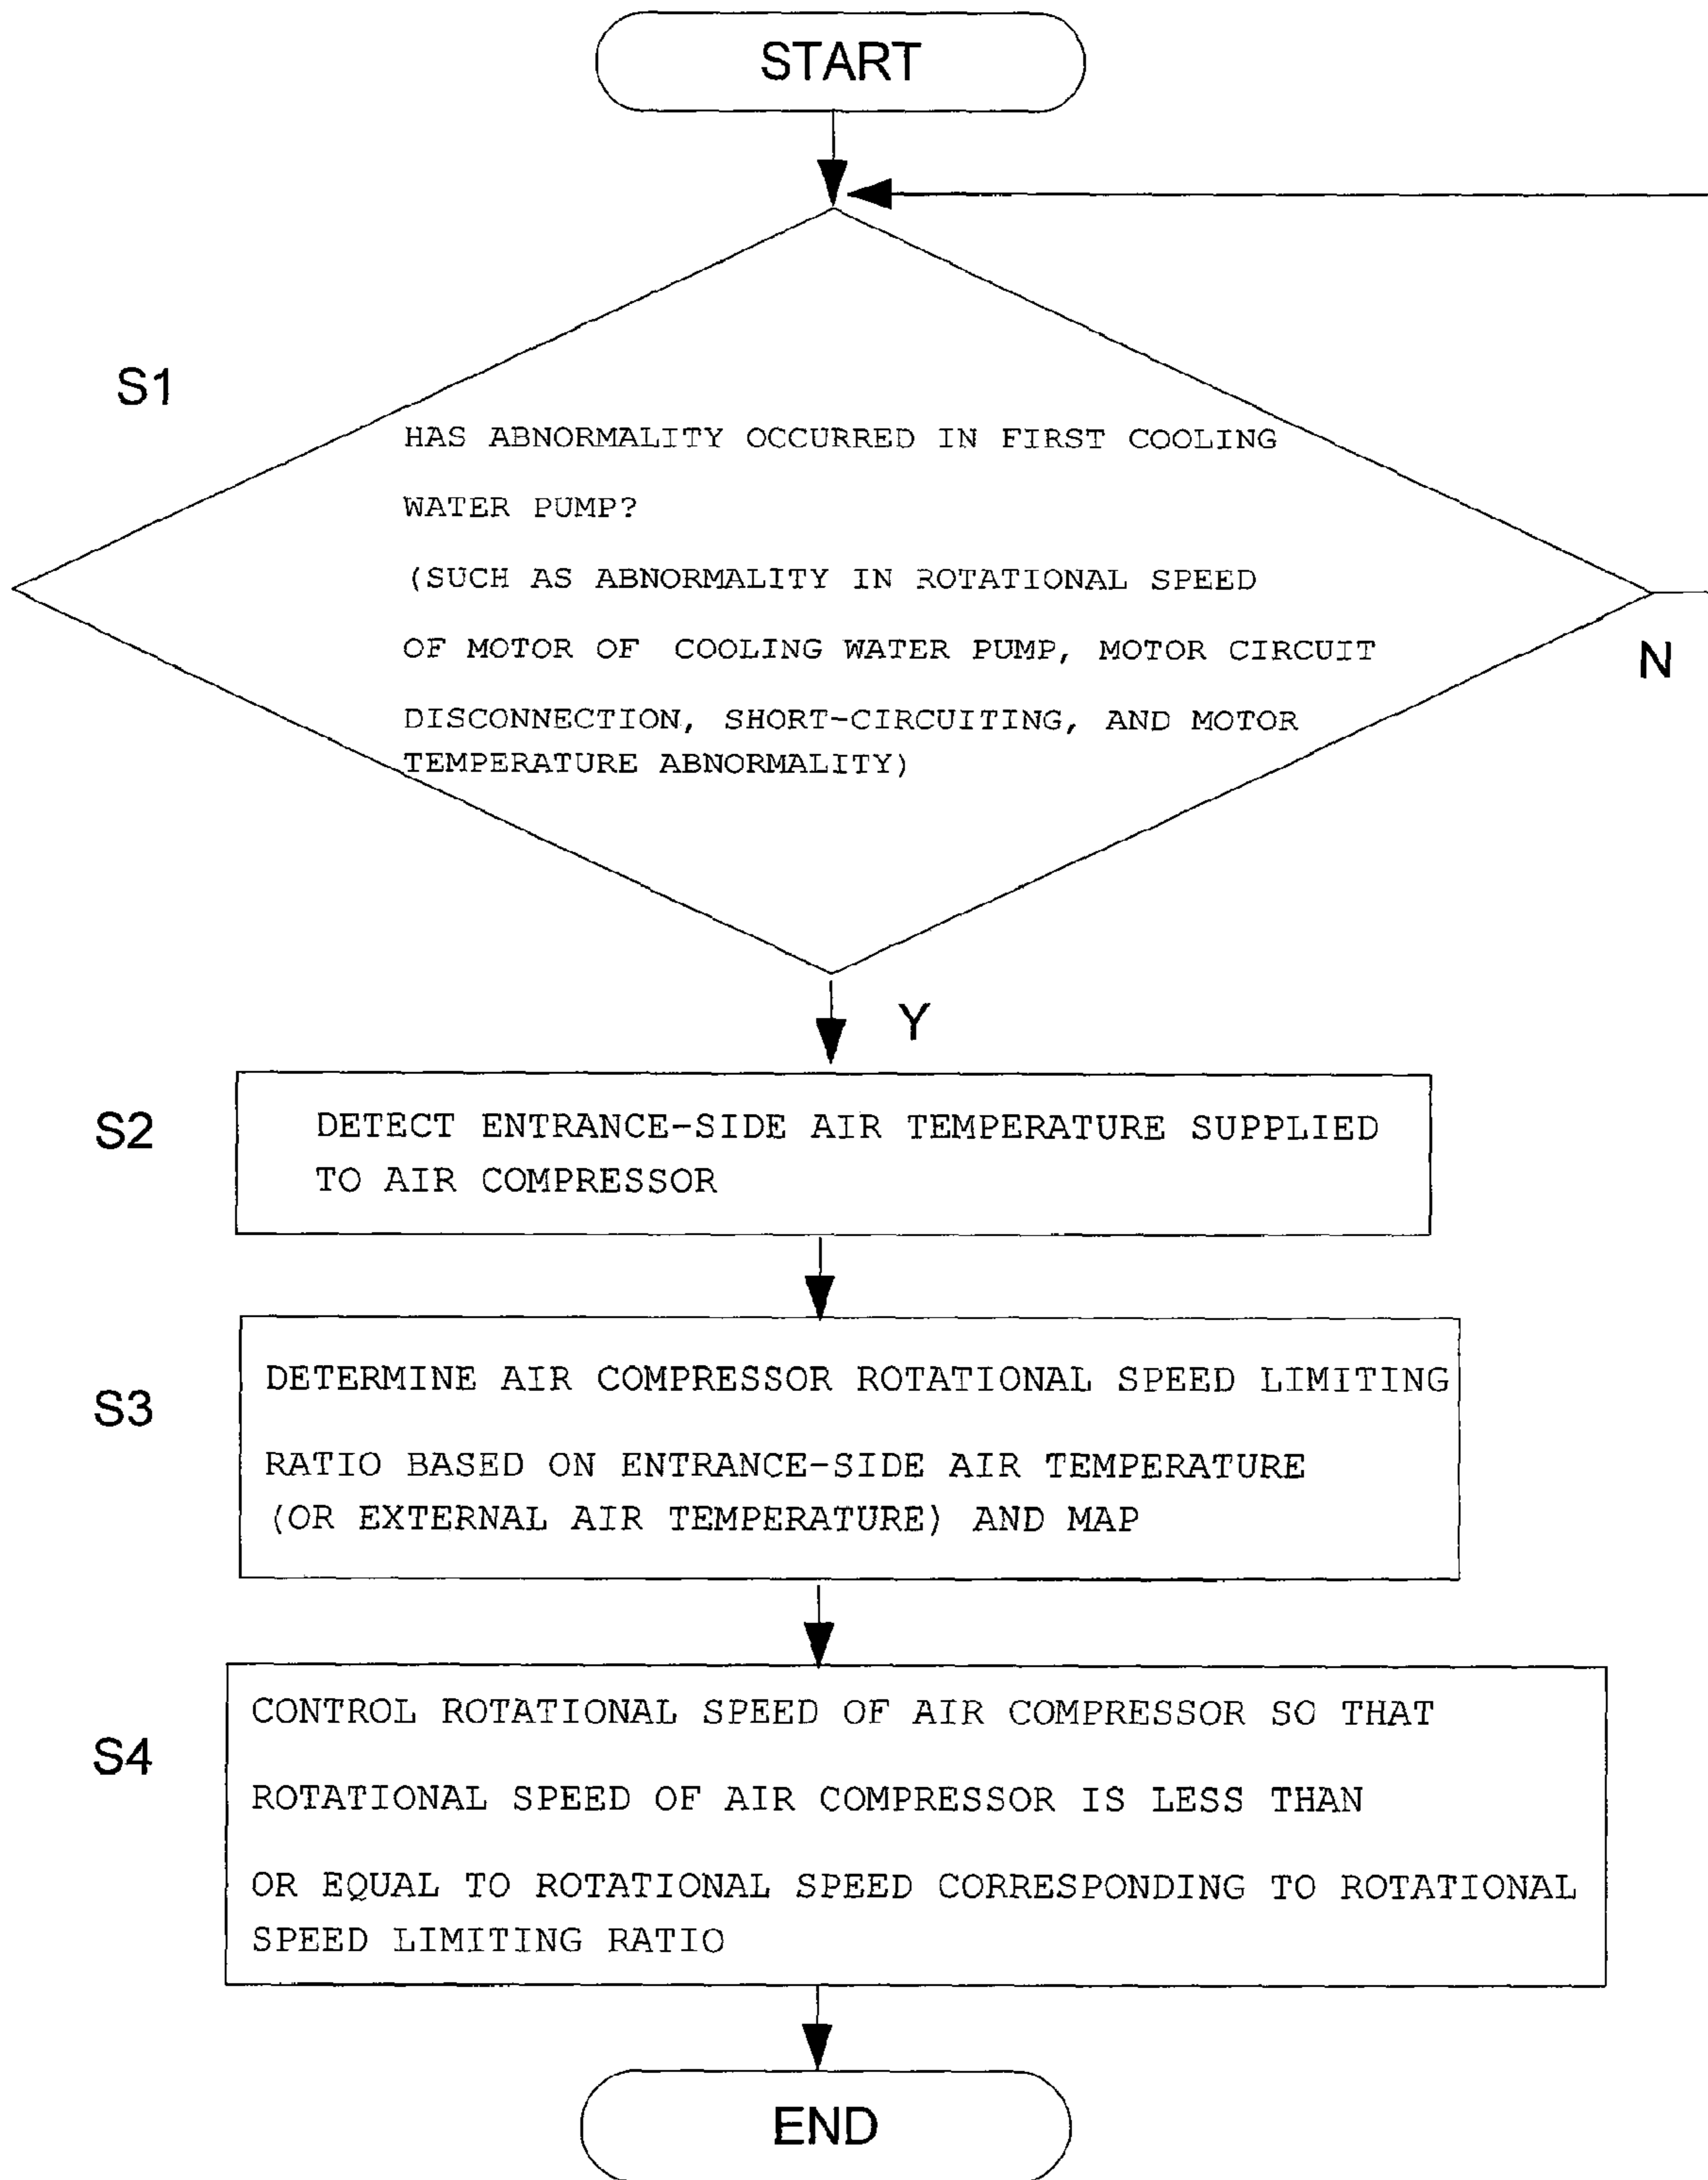 START
S1
HAS ABNORMALITY OCCURRED IN FIRST COOLING
WATER PUMP?
(SUCH AS ABNORMALITY IN ROTATIONAL SPEED
OF MOTOR OF COOLING WATER PUMP, MOTOR CIRCUIT
DISCONNECTION, SHORT-CIRCUITING, AND MOTOR
TEMPERATURE ABNORMALITY)
N
Y
S2
DETECT ENTRANCE-SIDE AIR TEMPERATURE SUPPLIED
TO AIR COMPRESSOR
S3
DETERMINE AIR COMPRESSOR ROTATIONAL SPEED LIMITING
RATIO BASED ON ENTRANCE-SIDE AIR TEMPERATURE
(OR EXTERNAL AIR TEMPERATURE) AND MAP
S4
CONTROL ROTATIONAL SPEED OF AIR COMPRESSOR SO THAT
ROTATIONAL SPEED OF AIR COMPRESSOR IS LESS THAN
OR EQUAL TO ROTATIONAL SPEED CORRESPONDING TO ROTATIONAL
SPEED LIMITING RATIO
END